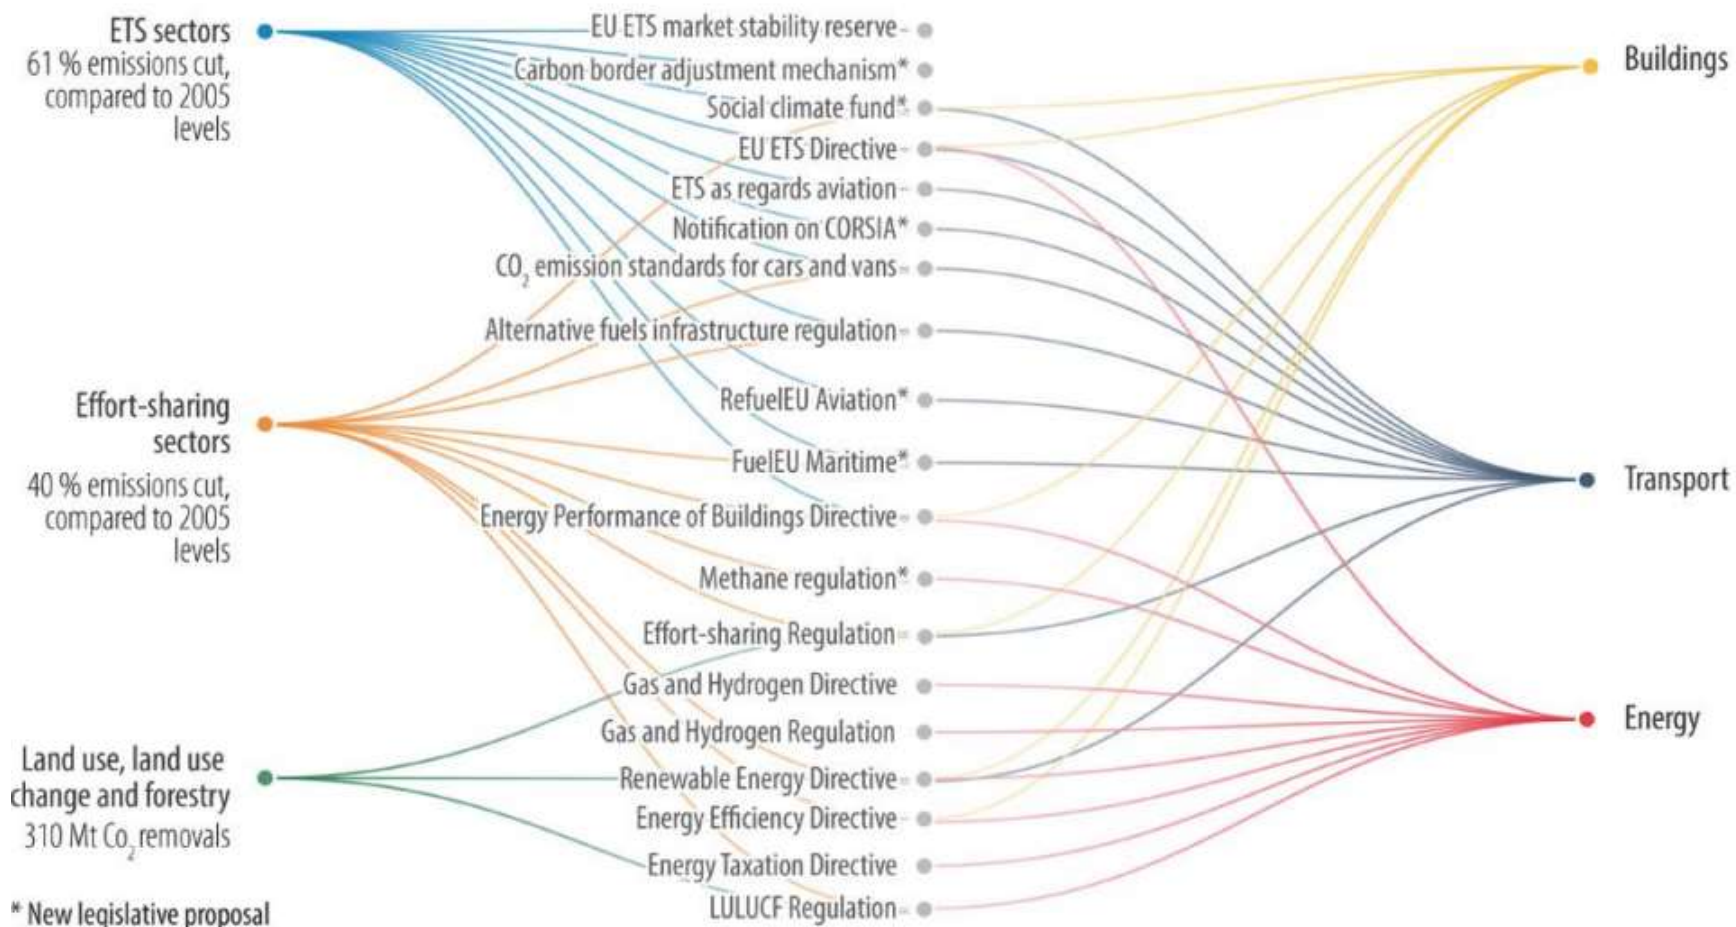 ETS sectors
61 % emissions cut,
compared to 2005
levels
Effort-sharing
sectors
40 % emissions cut,
compared to 2005
levels
Land use, land use
change and forestry
310 Mt Co₂ removals
* New legislative proposal
EU ETS market stability reserve
Carbon border adjustment mechanism*
Social climate fund*
EU ETS Directive
ETS as regards aviation
Notification on CORSIA*
CO₂ emission standards for cars and vans
Alternative fuels infrastructure regulation
RefuelEU Aviation*
FuelEU Maritime*
Energy Performance of Buildings Directive
Methane regulation*
Effort-sharing Regulation
Gas and Hydrogen Directive
Gas and Hydrogen Regulation
Renewable Energy Directive
Energy Efficiency Directive
Energy Taxation Directive
LULUCF Regulation
Buildings
Transport
Energy